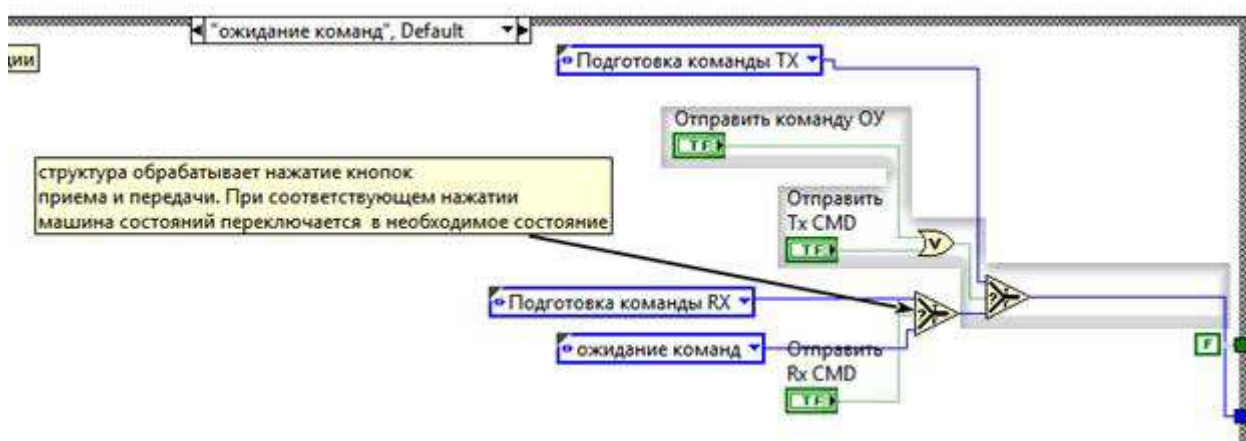 "ожидание команд", Default
ции
Подготовка команды TX
Отправить команду ОУ
TF
структура обрабатывает нажатие кнопок
приема и передачи. При соответствующем нажатии
машина состояний переключается в необходимое состояние
Отправить
Tx CMD
TF
V
Подготовка команды RX
?
?
ожидание команд
Отправить
Rx CMD
TF
F